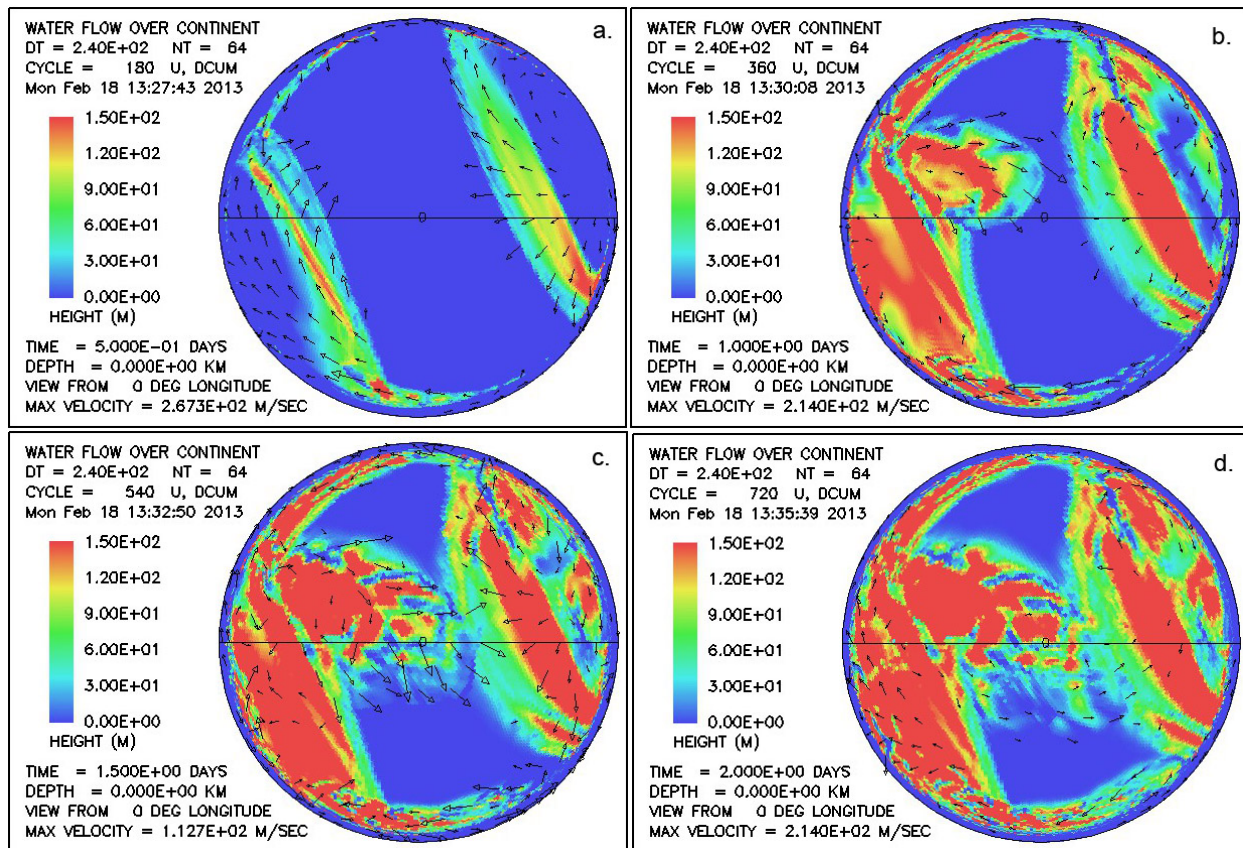 a.
WATER FLOW OVER CONTINENT
DT = 2.40E+02 NT = 64
CYCLE = 180 U, DCUM
Mon Feb 18 13:27:43 2013
1.50E+02
1.20E+02
9.00E+01
6.00E+01
3.00E+01
0.00E+00
HEIGHT (M)
0
TIME = 5.000E-01 DAYS
DEPTH = 0.000E+00 KM
VIEW FROM 0 DEG LONGITUDE
MAX VELOCITY = 2.673E+02 M/SEC
b.
WATER FLOW OVER CONTINENT
DT = 2.40E+02 NT = 64
CYCLE = 360 U, DCUM
Mon Feb 18 13:30:08 2013
1.50E+02
1.20E+02
9.00E+01
6.00E+01
3.00E+01
0.00E+00
HEIGHT (M)
0
TIME = 1.000E+00 DAYS
DEPTH = 0.000E+00 KM
VIEW FROM 0 DEG LONGITUDE
MAX VELOCITY = 2.140E+02 M/SEC
c.
WATER FLOW OVER CONTINENT
DT = 2.40E+02 NT = 64
CYCLE = 540 U, DCUM
Mon Feb 18 13:32:50 2013
1.50E+02
1.20E+02
9.00E+01
6.00E+01
3.00E+01
0.00E+00
HEIGHT (M)
0
TIME = 1.500E+00 DAYS
DEPTH = 0.000E+00 KM
VIEW FROM 0 DEG LONGITUDE
MAX VELOCITY = 1.127E+02 M/SEC
d.
WATER FLOW OVER CONTINENT
DT = 2.40E+02 NT = 64
CYCLE = 720 U, DCUM
Mon Feb 18 13:35:39 2013
1.50E+02
1.20E+02
9.00E+01
6.00E+01
3.00E+01
0.00E+00
HEIGHT (M)
0
TIME = 2.000E+00 DAYS
DEPTH = 0.000E+00 KM
VIEW FROM 0 DEG LONGITUDE
MAX VELOCITY = 2.140E+02 M/SEC